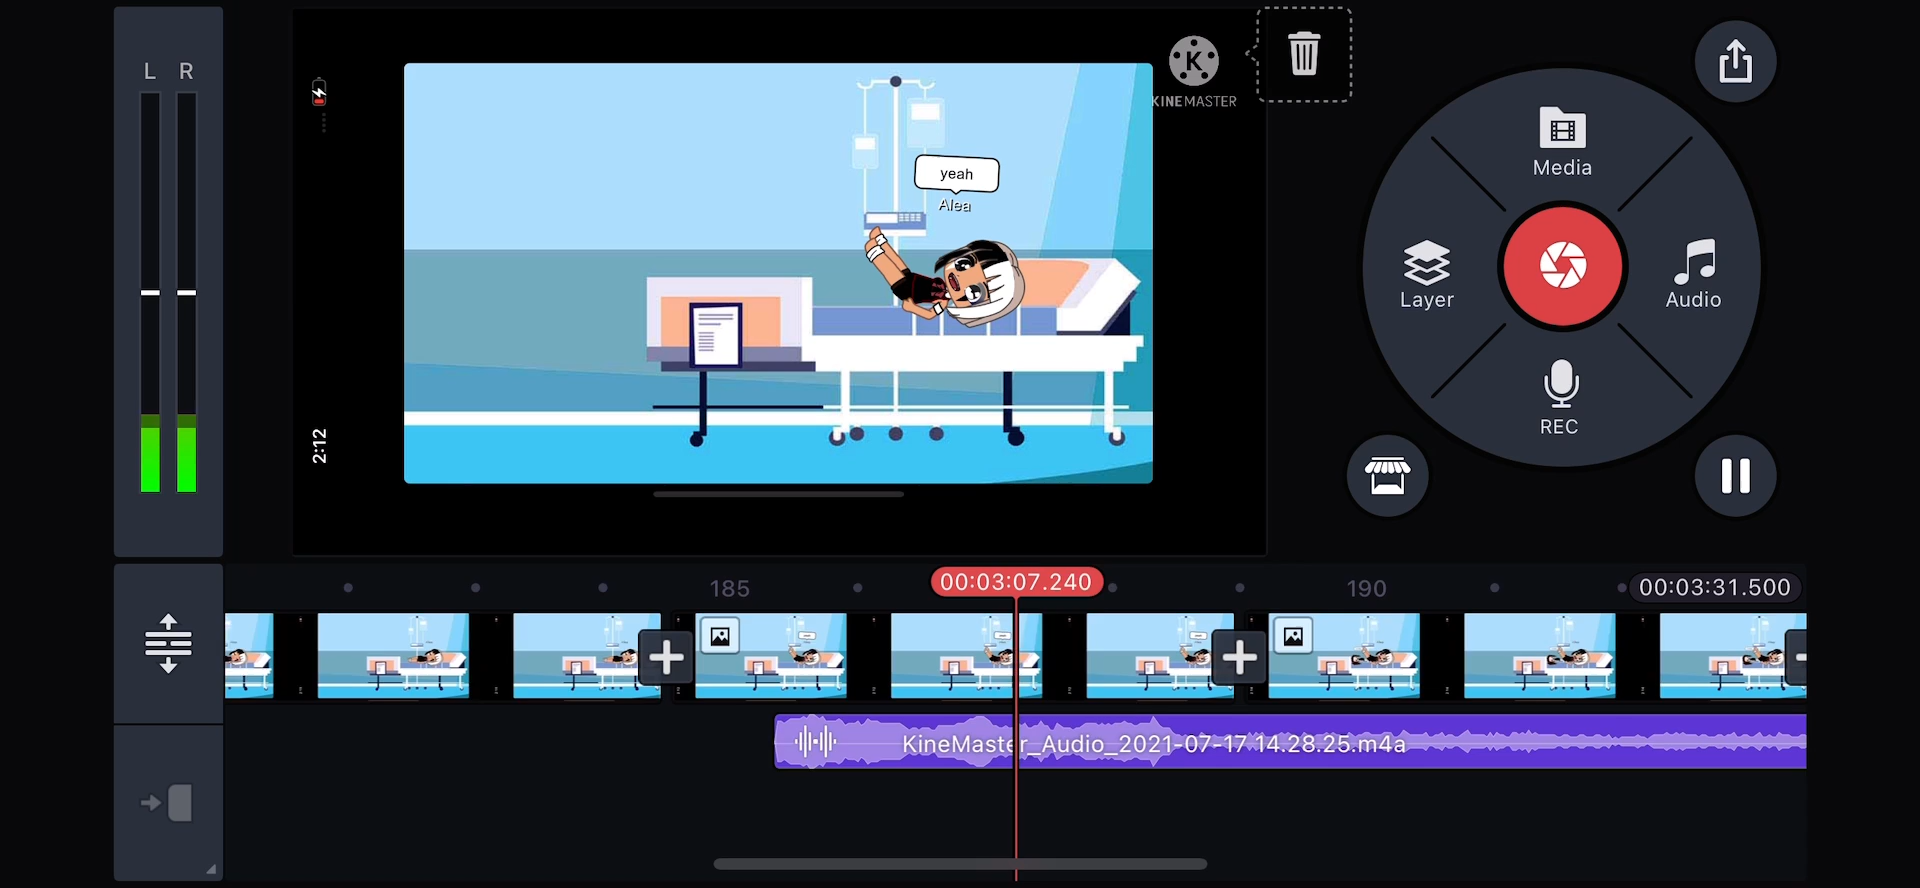 L R
2:12
yeah
Alea
KINEMASTER
Media
Layer
Audio
REC
185
00:03:07.240
190
00:03:31.500
KineMaster_Audio_2021-07-17 14.28.25.m4a